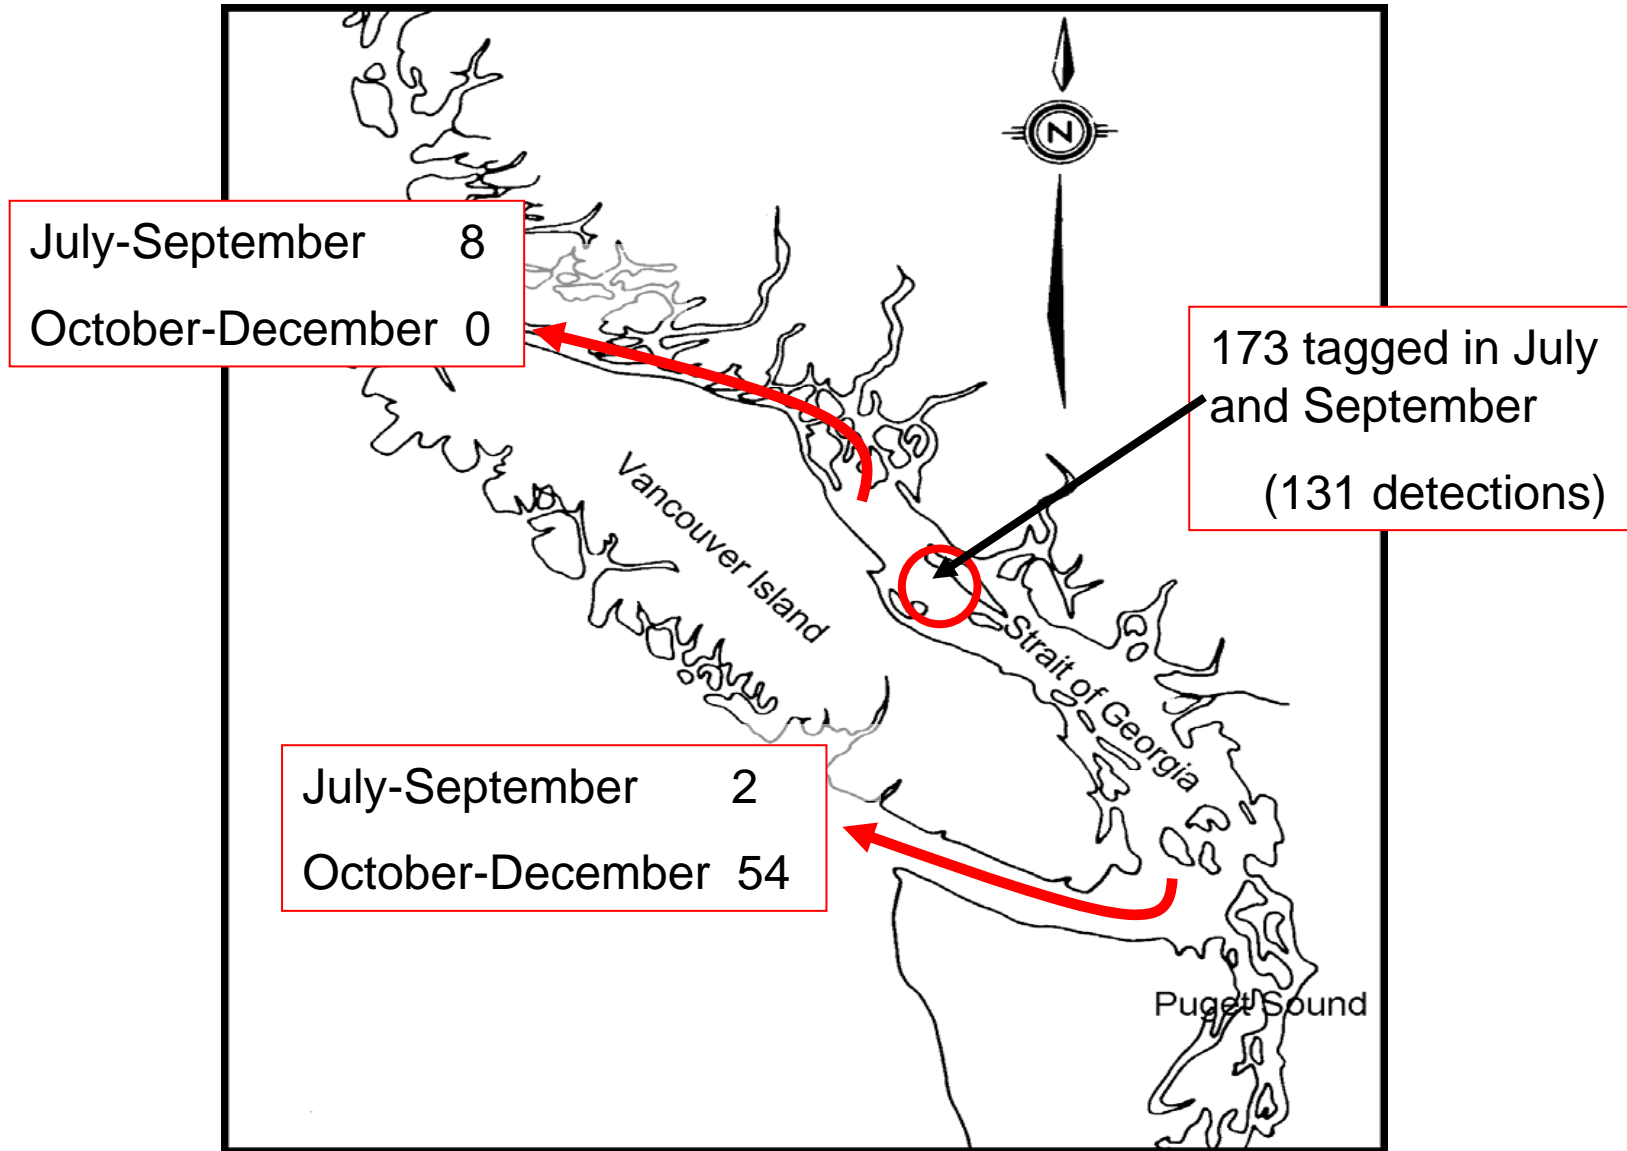 N
July-September 8
October-December 0
173 tagged in July
and September
(131 detections)
Vancouver Island
Strait of Georgia
July-September 2
October-December 54
Puget Sound